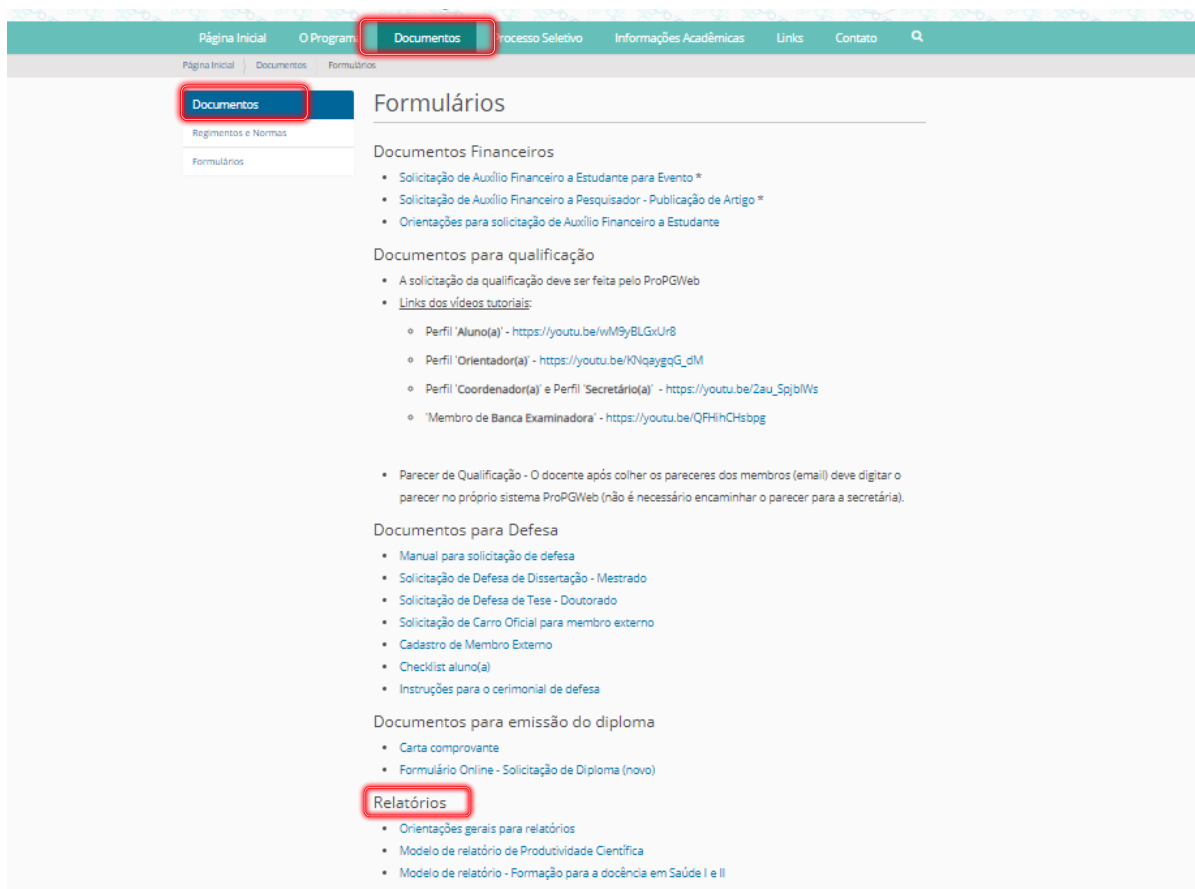 Página Inicial O Programa Documentos Processo Seletivo Informações Acadêmicas Links Contato
Página Inicial Documentos Formulários
Documentos
Regimentos e Normas
Formulários
Formulários
Documentos Financeiros
• Solicitação de Auxílio Financeiro a Estudante para Evento *
• Solicitação de Auxílio Financeiro a Pesquisador - Publicação de Artigo *
• Orientações para solicitação de Auxílio Financeiro a Estudante
Documentos para qualificação
• A solicitação da qualificação deve ser feita pelo ProPGWeb
• Links dos vídeos tutoriais:
Perfil 'Aluno(a)' - https://youtu.be/wM9yBLGxUr8
Perfil 'Orientador(a)' - https://youtu.be/KNqaygqG_dM
Perfil 'Coordenador(a)' e Perfil 'Secretário(a)' - https://youtu.be/2au_SpjblWs
'Membro de Banca Examinadora' - https://youtu.be/QFHihCHsbpg
• Parecer de Qualificação - O docente após colher os pareceres dos membros (email) deve digitar o
parecer no próprio sistema ProPGWeb (não é necessário encaminhar o parecer para a secretária).
Documentos para Defesa
• Manual para solicitação de defesa
• Solicitação de Defesa de Dissertação - Mestrado
• Solicitação de Defesa de Tese - Doutorado
• Solicitação de Carro Oficial para membro externo
• Cadastro de Membro Externo
• Checklist aluno(a)
• Instruções para o cerimonial de defesa
Documentos para emissão do diploma
• Carta comprovante
• Formulário Online - Solicitação de Diploma (novo)
Relatórios
• Orientações gerais para relatórios
• Modelo de relatório de Produtividade Científica
• Modelo de relatório - Formação para a docência em Saúde I e II